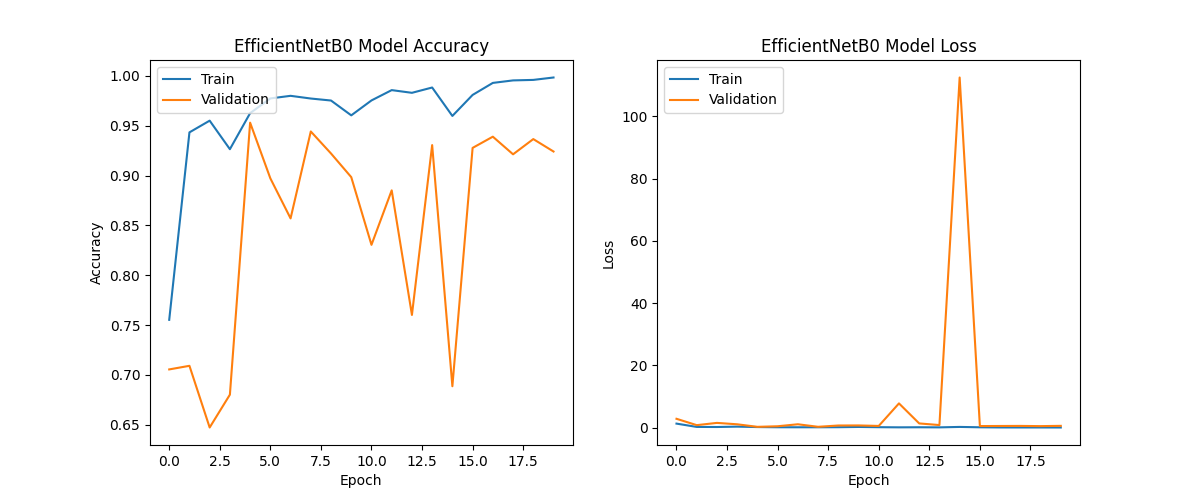 EfficientNetB0 Model Accuracy
Train
Validation
1.00
0.95
0.90
0.85
0.80
0.75
0.70
0.65
Accuracy
0.0 2.5 5.0 7.5 10.0 12.5 15.0 17.5
Epoch
EfficientNetB0 Model Loss
Train
Validation
100
80
60
40
20
0
Loss
0.0 2.5 5.0 7.5 10.0 12.5 15.0 17.5
Epoch